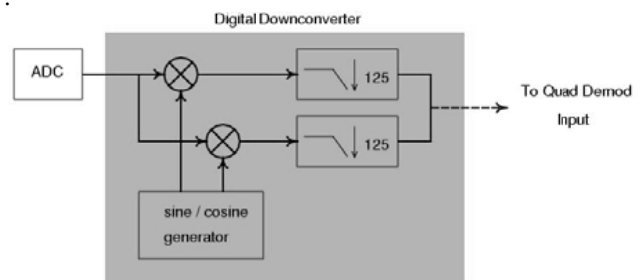 .
Digital Downconverter
ADC
125
To Quad Demod
Input
125
sine / cosine
generator